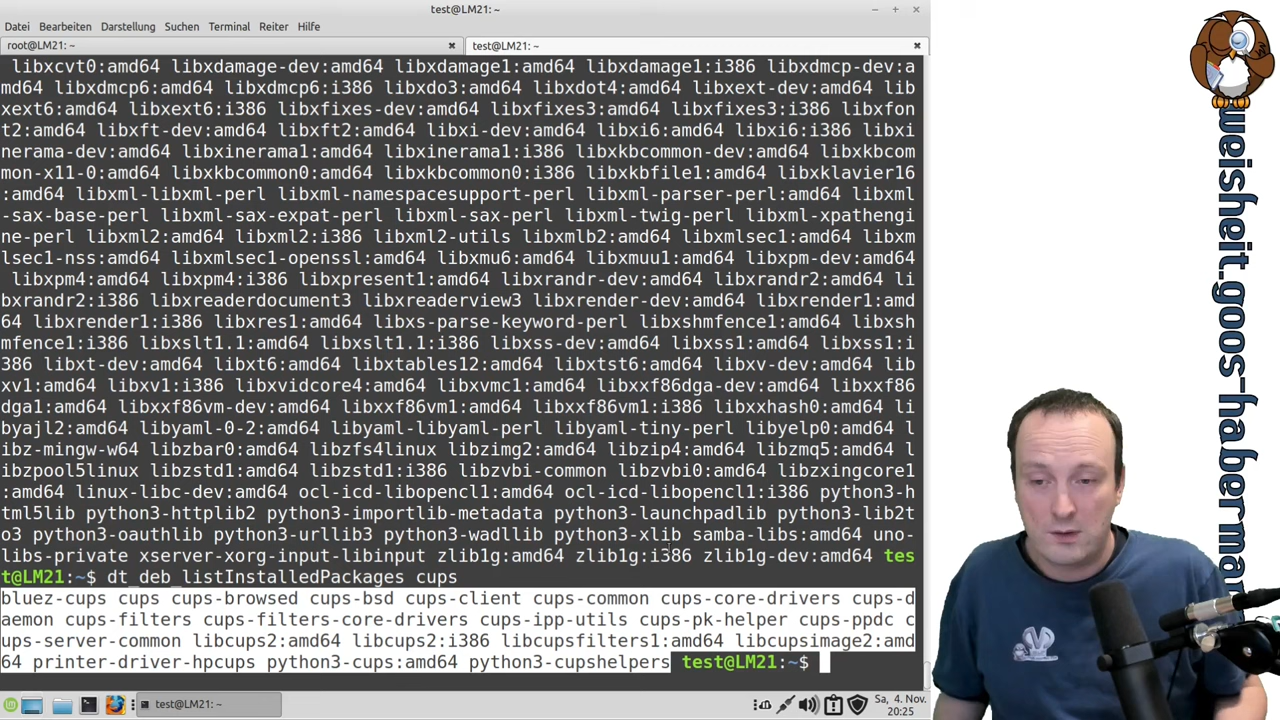 test@LM21: ~
Datei Bearbeiten Darstellung Suchen Terminal Reiter Hilfe
root@LM21: ~
test@LM21: ~
libxcvt0:amd64 libxdamage-dev:amd64 libxdamage1:amd64 libxdamage1:i386 libxdmcp-dev:a
md64 libxdmcp6:amd64 libxdmcp6:i386 libxdo3:amd64 libxdot4:amd64 libxext-dev:amd64 lib
xext6:amd64 libxext6:i386 libxfixes-dev:amd64 libxfixes3:amd64 libxfixes3:i386 libxfon
t2:amd64 libxft-dev:amd64 libxft2:amd64 libxi-dev:amd64 libxi6:amd64 libxi6:i386 libxi
nerama-dev:amd64 libxinerama1:amd64 libxinerama1:i386 libxkbcommon-dev:amd64 libxkbcom
mon-x11-0:amd64 libxkbcommon0:amd64 libxkbcommon0:i386 libxkbfile1:amd64 libxklavier16
:amd64 libxml-libxml-perl libxml-namespacesupport-perl libxml-parser-perl:amd64 libxml
-sax-base-perl libxml-sax-expat-perl libxml-sax-perl libxml-twig-perl libxml-xpathengi
ne-perl libxml2:amd64 libxml2:i386 libxml2-utils libxmlb2:amd64 libxmlsec1:amd64 libxm
lsec1-nss:amd64 libxmlsec1-openssl:amd64 libxmu6:amd64 libxmuu1:amd64 libxpm-dev:amd64
libxpm4:amd64 libxpm4:i386 libxpresent1:amd64 libxrandr-dev:amd64 libxrandr2:amd64 li
bxrandr2:i386 libxreaderdocument3 libxreaderview3 libxrender-dev:amd64 libxrender1:amd
64 libxrender1:i386 libxres1:amd64 libxs-parse-keyword-perl libxshmfence1:amd64 libxsh
mfence1:i386 libxslt1.1:amd64 libxslt1.1:i386 libxss-dev:amd64 libxss1:amd64 libxss1:i
386 libxt-dev:amd64 libxt6:amd64 libxtables12:amd64 libxtst6:amd64 libxv-dev:amd64 lib
xv1:amd64 libxv1:i386 libxvidcore4:amd64 libxvmc1:amd64 libxxf86dga-dev:amd64 libxxf86
dga1:amd64 libxxf86vm-dev:amd64 libxxf86vm1:amd64 libxxf86vm1:i386 libxxhash0:amd64 li
byajl2:amd64 libyaml-0-2:amd64 libyaml-libyaml-perl libyaml-tiny-perl libyelp0:amd64 l
ibz-mingw-w64 libzbar0:amd64 libzfs4linux libzimg2:amd64 libzip4:amd64 libzmq5:amd64 l
ibzpool5linux libzstd1:amd64 libzstd1:i386 libzvbi-common libzvbi0:amd64 libzxingcore1
:amd64 linux-libc-dev:amd64 ocl-icd-libopencl1:amd64 ocl-icd-libopencl1:i386 python3-h
tml5lib python3-httplib2 python3-importlib-metadata python3-launchpadlib python3-lib2t
o3 python3-oauthlib python3-urllib3 python3-wadllib python3-xlib samba-libs:amd64 uno-
libs-private xserver-xorg-input-libinput zlib1g:amd64 zlib1g:i386 zlib1g-dev:amd64 tes
t@LM21:~$ dt_deb_listInstalledPackages cups
bluez-cups cups cups-browsed cups-bsd cups-client cups-common cups-core-drivers cups-d
aemon cups-filters cups-filters-core-drivers cups-ipp-utils cups-pk-helper cups-ppdc c
ups-server-common libcups2:amd64 libcups2:i386 libcupsfilters1:amd64 libcupsimage2:amd
64 printer-driver-hpcups python3-cups:amd64 python3-cupshelpers test@LM21:~$
test@LM21: ~
Sa, 4. Nov.
20:25
weisheit.goos-haberman